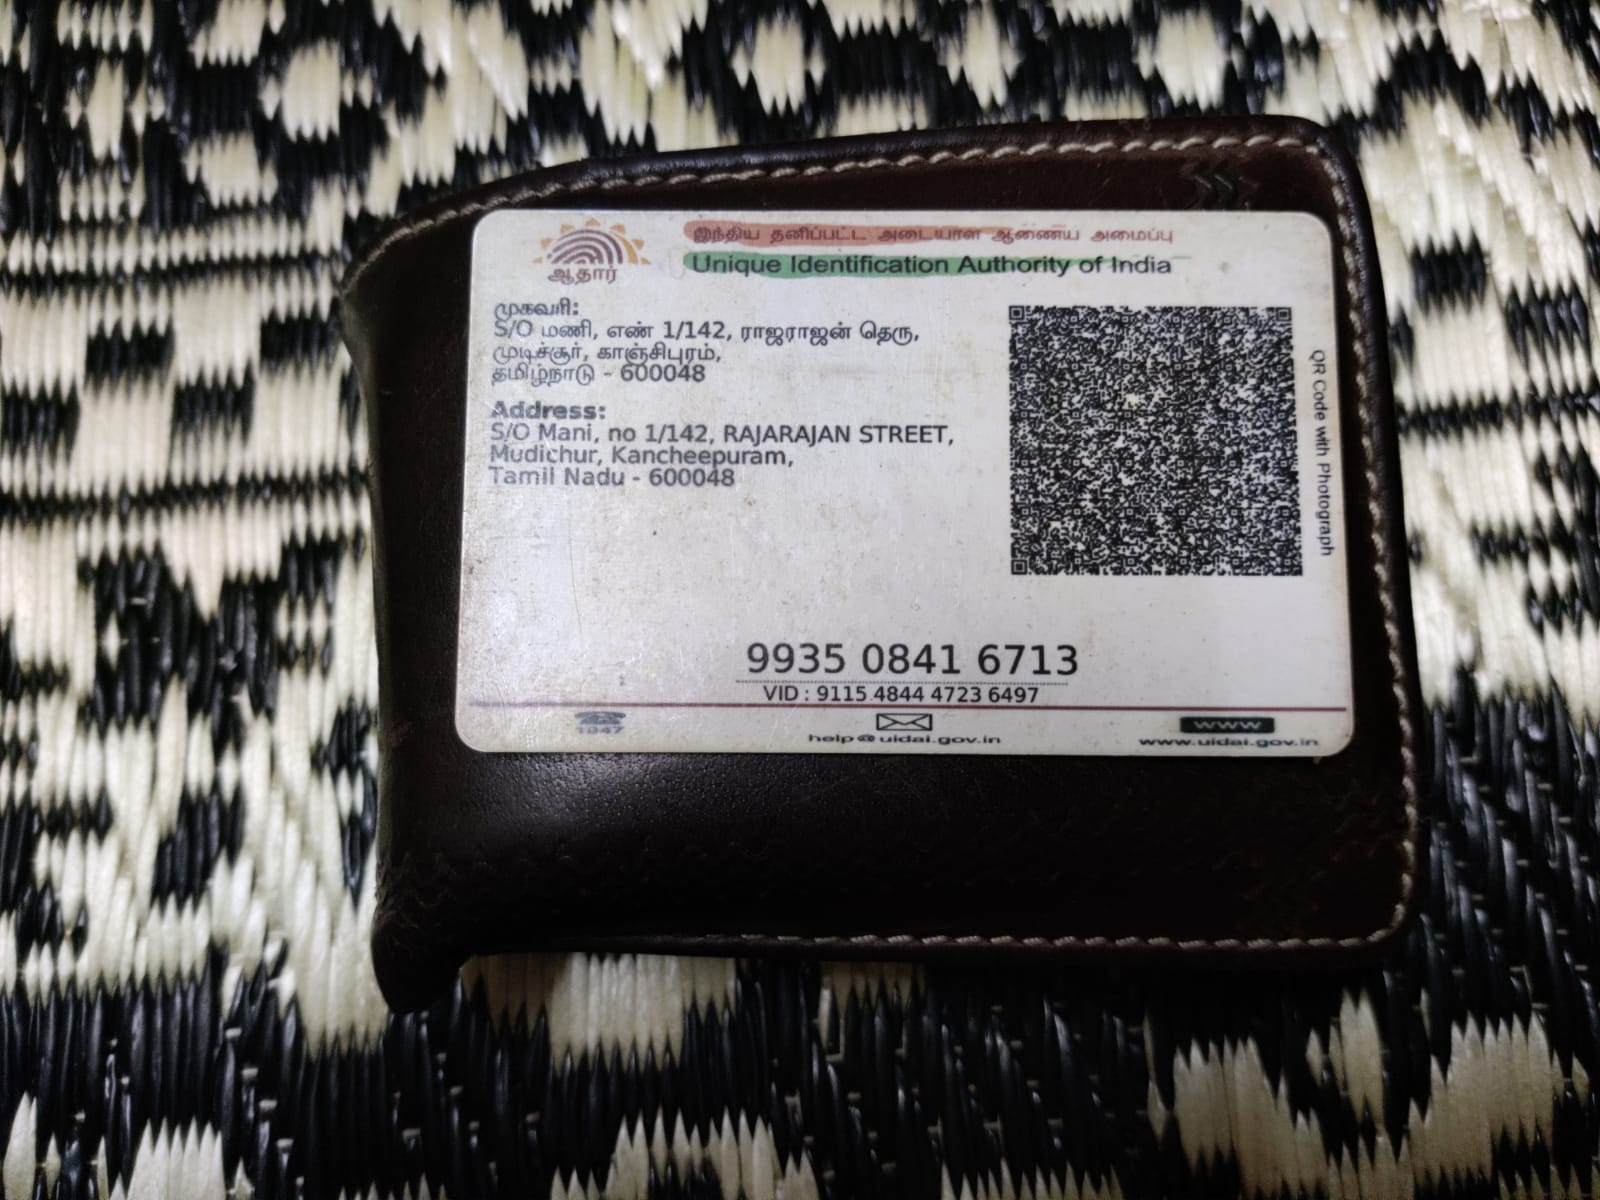 ஆதார்
இந்திய தனிப்பட்ட அடையாள ஆணைய அமைப்பு
Unique Identification Authority of India
முகவரி:
S/O மணி, எண் 1/142, ராஜராஜன் தெரு,
முடிச்சூர், காஞ்சிபுரம்,
தமிழ்நாடு - 600048
Address:
S/O Mani, no 1/142, RAJARAJAN STREET,
Mudichur, Kancheepuram,
Tamil Nadu - 600048
QR Code with Photograph
9935 0841 6713
VID : 9115 4844 4723 6497
1947
help@uidai.gov.in
www
www.uidai.gov.in